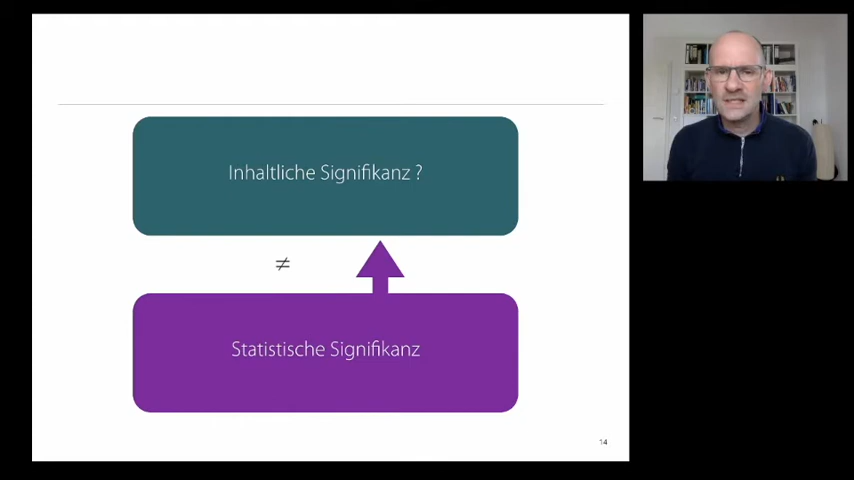 Inhaltliche Signifikanz ?
≠
Statistische Signifikanz
14